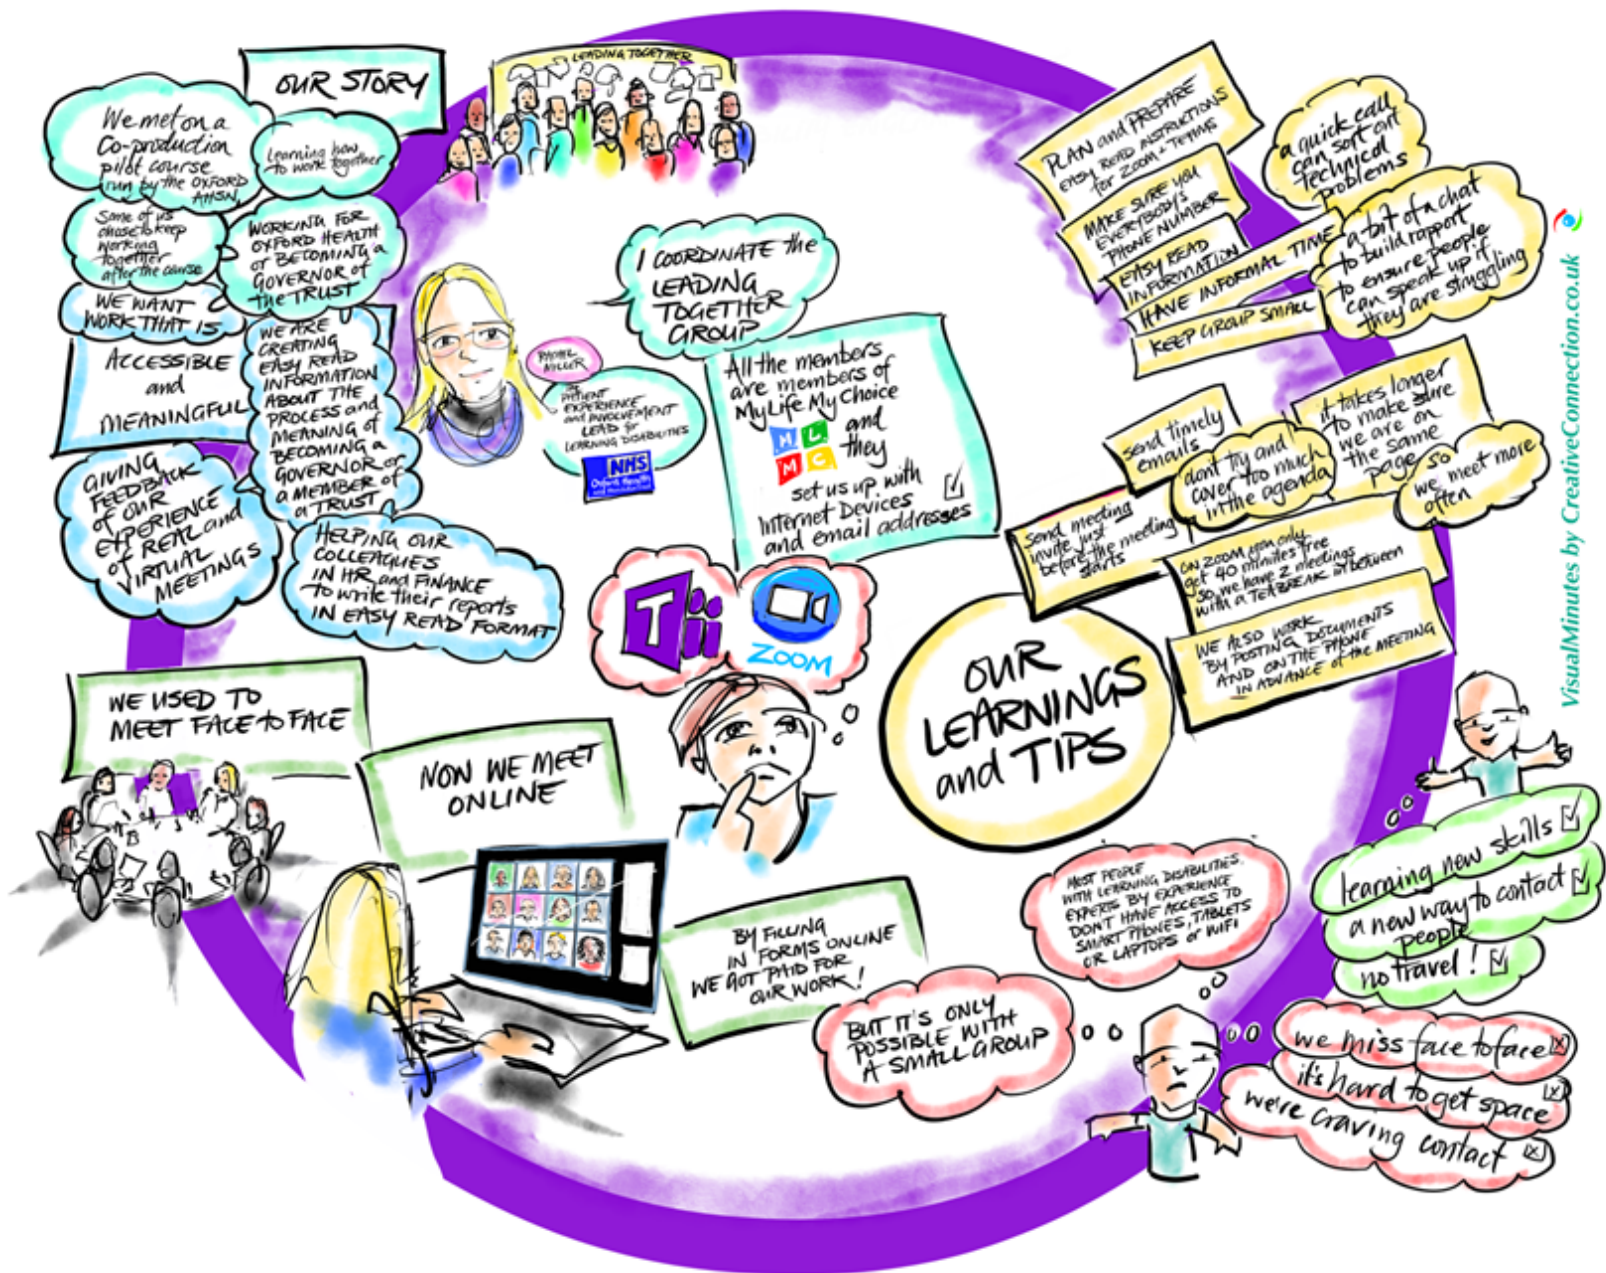 OUR STORY
We met on a
Co-production
pilot course
run by the OXFORD
AHSN
Learning how
to work together
Some of us
chose to keep
working
together
after the course
WORKING FOR
OXFORD HEALTH
or BECOMING a
GOVERNOR of
the TRUST
WE WANT
WORK THAT IS
ACCESSIBLE
and
MEANINGFUL
WE ARE
CREATING
EASY READ
INFORMATION
ABOUT THE
PROCESS and
MEANING of
BECOMING a
GOVERNOR or
a MEMBER of
a TRUST
GIVING
FEEDBACK
of OUR
EXPERIENCE
of REAL and
VIRTUAL
MEETINGS
HELPING OUR
COLLEAGUES
IN HR and FINANCE
to write their reports
IN EASY READ FORMAT
LEADING TOGETHER
I COORDINATE the
LEADING
TOGETHER
GROUP
RACHEL
MILLER
PATIENT
EXPERIENCE
and INVOLVEMENT
LEAD for
LEARNING DISABILITIES
NHS
Oxford Health
All the members
are members of
My Life My Choice
M L
M C
and
they
set us up with
Internet Devices
and email addresses
T
ZOOM
WE USED TO
MEET FACE to FACE
NOW WE MEET
ONLINE
BY FILLING
IN FORMS ONLINE
WE GOT PAID FOR
OUR WORK!
BUT IT'S ONLY
POSSIBLE WITH
A SMALL GROUP
MOST PEOPLE
WITH LEARNING DISABILITIES.
EXPERTS BY EXPERIENCE
DON'T HAVE ACCESS TO
SMART PHONES, TABLETS
OR LAPTOPS or WIFI
OUR
LEARNINGS
and TIPS
PLAN and PREPARE
EASY READ INSTRUCTIONS
for ZOOM + TETING
a quick call
can sort out
technical
problems
MAKE SURE YOU
EVERYBODY'S
PHONE NUMBER
EASY READ
INFORMATION
HAVE INFORMAL TIME
a bit of a chat
to build rapport
to ensure people
can speak up if
they are struggling
KEEP GROUP SMALL
send timely
emails
dont try and
cover too much
in the agenda
it takes longer
to make sure
we are on
the same
page
so
we meet more
often
send meeting
invite just
before the meeting
starts
ON ZOOM you only
get 40 minutes free
so we have 2 meetings
with a TEABREAK in between
WE ALSO WORK
BY POSTING DOCUMENTS
AND ON THE PHONE
IN ADVANCE of the MEETING
learning new skills
a new way to contact
people
no travel!
we miss face to face
it's hard to get space
we're craving contact
VisualMinutes by CreativeConnection.co.uk